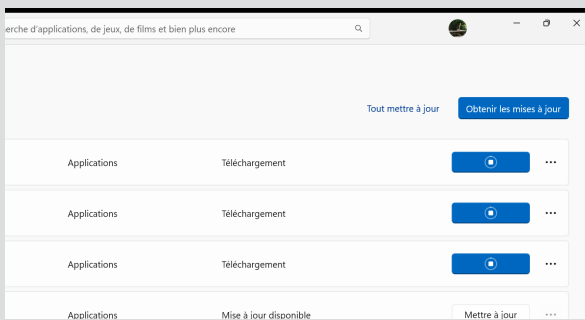 d'applications, de jeux, de films et bien plus encore
Tout mettre à jour Obtenir les mises à jour
Applications Téléchargement
Applications Téléchargement
Applications Téléchargement
Applications Mise à jour disponible Mettre à jour